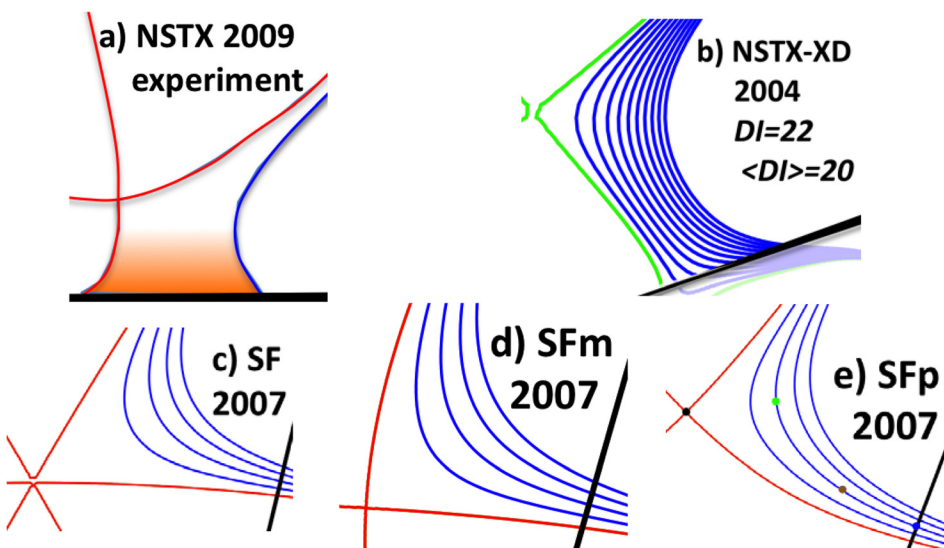 a) NSTX 2009
experiment
b) NSTX-XD
2004
DI=22
<DI>=20
c) SF
2007
d) SFm
2007
e) SFp
2007